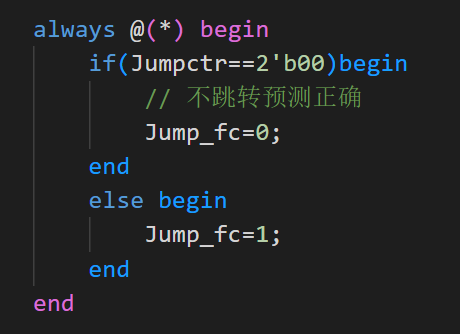 always @(*) begin
    if(Jumpctr==2'b00)begin
        // 不跳转预测正确
        Jump_fc=0;
    end
    else begin
        Jump_fc=1;
    end
end